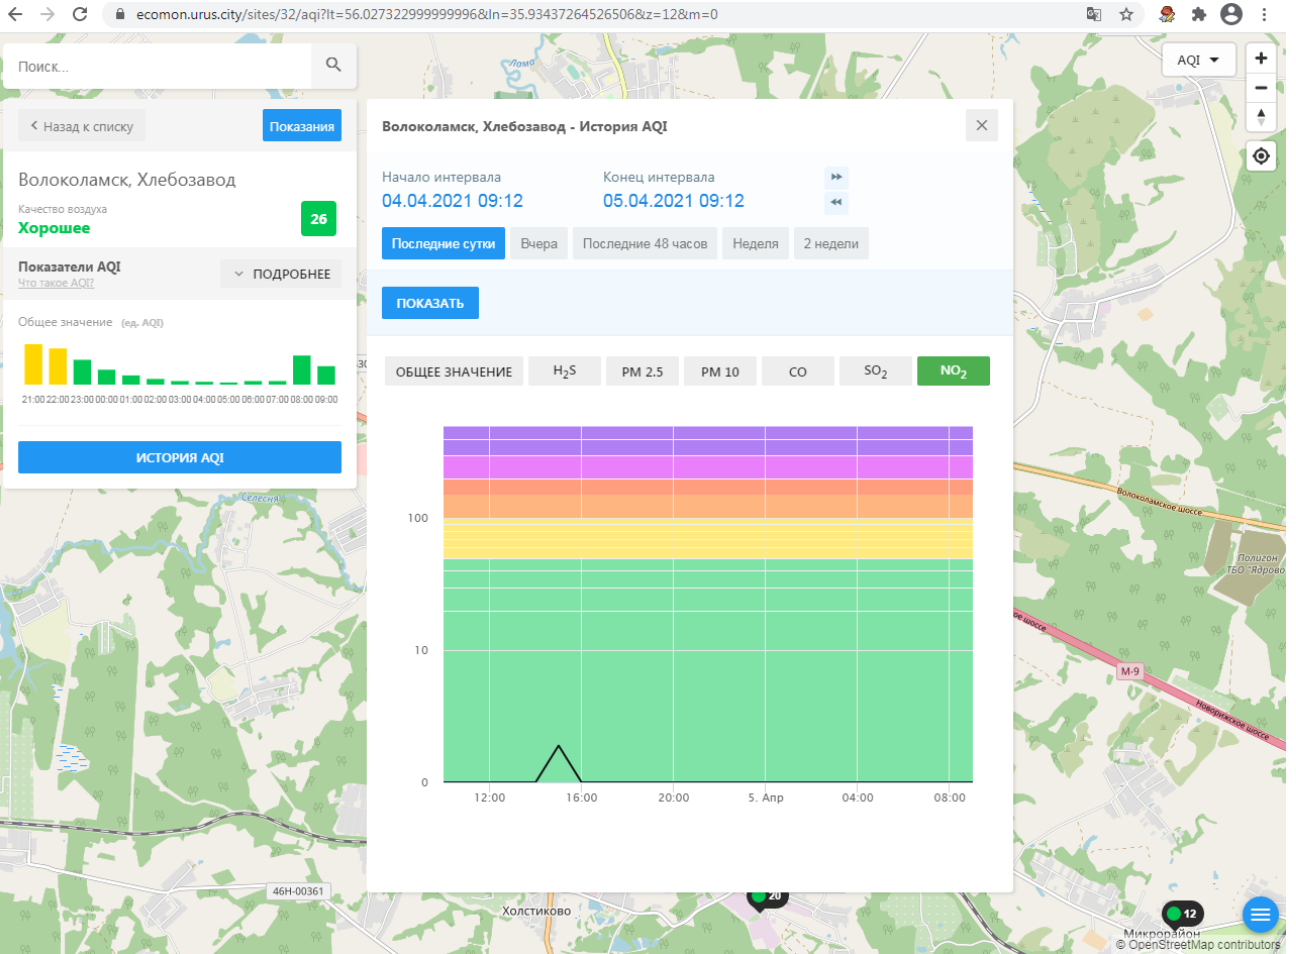 ecomon.urus.city/sites/32/aqi?lt=56.027322999999996&ln=35.93437264526506&z=12&m=0
Поиск...
AQI
Назад к списку
Показания
Волоколамск, Хлебозавод
Качество воздуха
Хорошее
26
Показатели AQI
Что такое AQI?
ПОДРОБНЕЕ
Общее значение (ед. AQI)
21:00 22:00 23:00 00:00 01:00 02:00 03:00 04:00 05:00 06:00 07:00 08:00 09:00
ИСТОРИЯ AQI
Волоколамск, Хлебозавод - История AQI
Начало интервала
04.04.2021 09:12
Конец интервала
05.04.2021 09:12
Последние сутки
Вчера
Последние 48 часов
Неделя
2 недели
ПОКАЗАТЬ
ОБЩЕЕ ЗНАЧЕНИЕ
H2S
PM 2.5
PM 10
CO
SO2
NO2
100
10
0
12:00
16:00
20:00
5. Апр
04:00
08:00
Лама
Селесня
Волоколамское шоссе
Полигон
ТБО "Ядрово
ое шоссе
М-9
Новорижское шоссе
46Н-00361
Холстиково
20
12
Микрорайон
© OpenStreetMap contributors